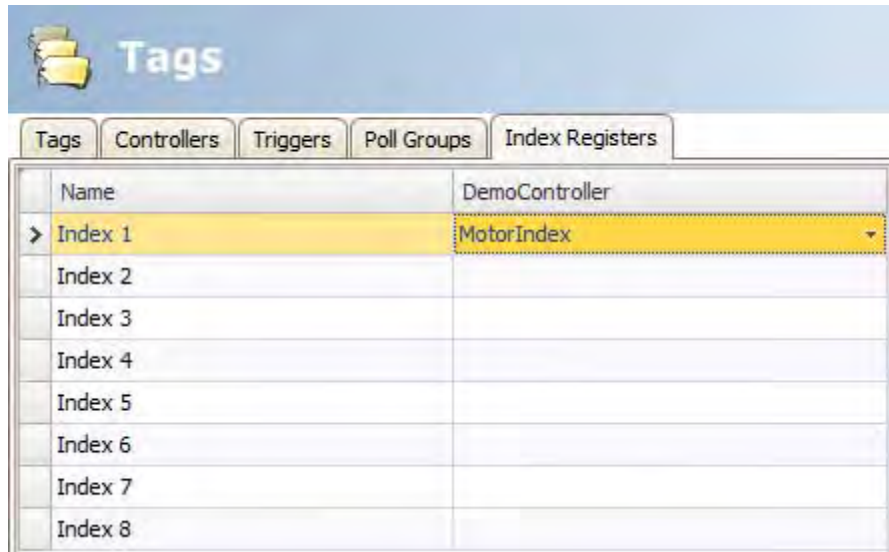 Tags
Tags Controllers Triggers Poll Groups Index Registers
Name DemoController
Index 1 MotorIndex
Index 2
Index 3
Index 4
Index 5
Index 6
Index 7
Index 8